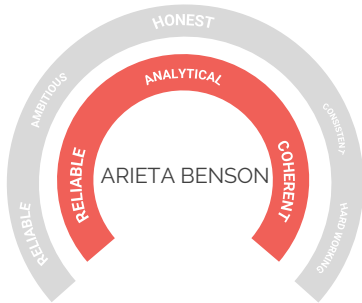 HONEST
AMBITIOUS
CONSISTENT
RELIABLE
HARD WORKING
ANALYTICAL
RELIABLE
COHERENT
ARIETA BENSON